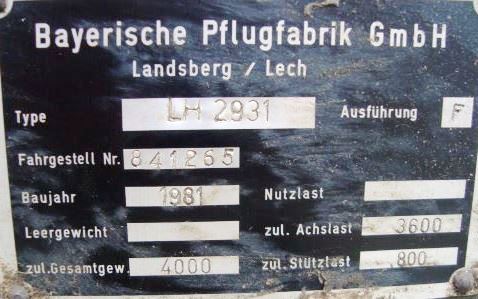 Bayerische Pflugfabrik GmbH
Landsberg / Lech
Type LH 2931 Ausführung F
Fahrgestell Nr. 841265
Baujahr 1981 Nutzlast
Leergewicht zul. Achslast 3600
zul.Gesamtgew. 4000 zul. Stützlast 800